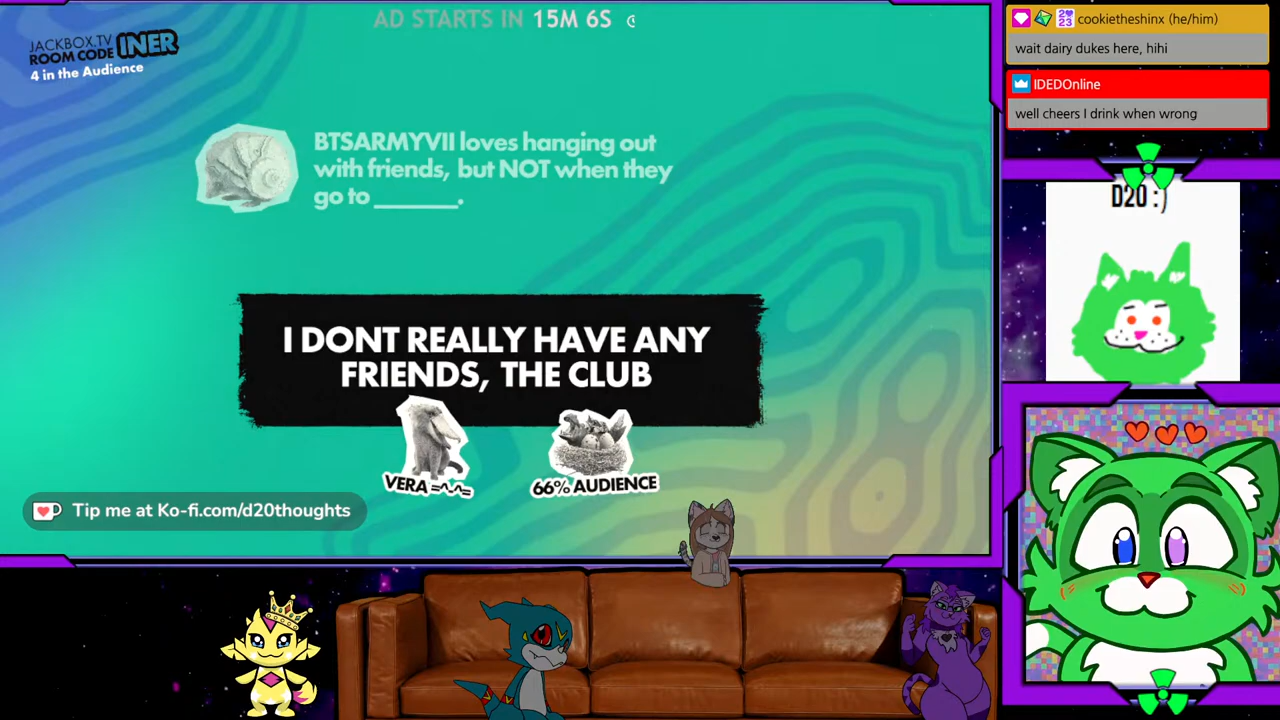 AD STARTS IN 15M 6S
JACKBOX.TV
ROOM CODE INER
4 in the Audience
BTSARMYVII loves hanging out
with friends, but NOT when they
go to _______.
I DONT REALLY HAVE ANY
FRIENDS, THE CLUB
VERA =^.^=
66% AUDIENCE
Tip me at Ko-fi.com/d20thoughts
2023 cookietheshinx (he/him)
wait dairy dukes here, hihi
IDEDOnline
well cheers I drink when wrong
D20 :)